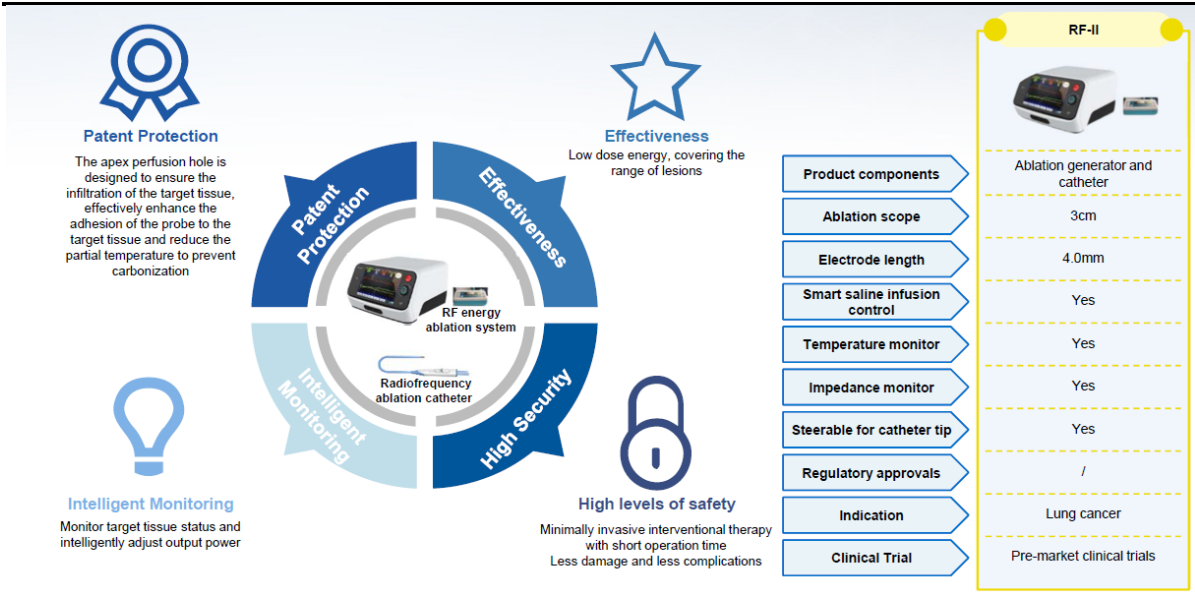 Patent Protection
The apex perfusion hole is
designed to ensure the
infiltration of the target tissue,
effectively enhance the
adhesion of the probe to the
target tissue and reduce the
partial temperature to prevent
carbonization
Effectiveness
Low dose energy, covering the
range of lesions
Patent
Protection
Effectiveness
RF energy
ablation system
Radiofrequency
ablation catheter
Intelligent
Monitoring
High Security
Intelligent Monitoring
Monitor target tissue status and
intelligently adjust output power
High levels of safety
Minimally invasive interventional therapy
with short operation time
Less damage and less complications
RF-II
Product components
Ablation generator and
catheter
Ablation scope
3cm
Electrode length
4.0mm
Smart saline infusion
control
Yes
Temperature monitor
Yes
Impedance monitor
Yes
Steerable for catheter tip
Yes
Regulatory approvals
/
Indication
Lung cancer
Clinical Trial
Pre-market clinical trials